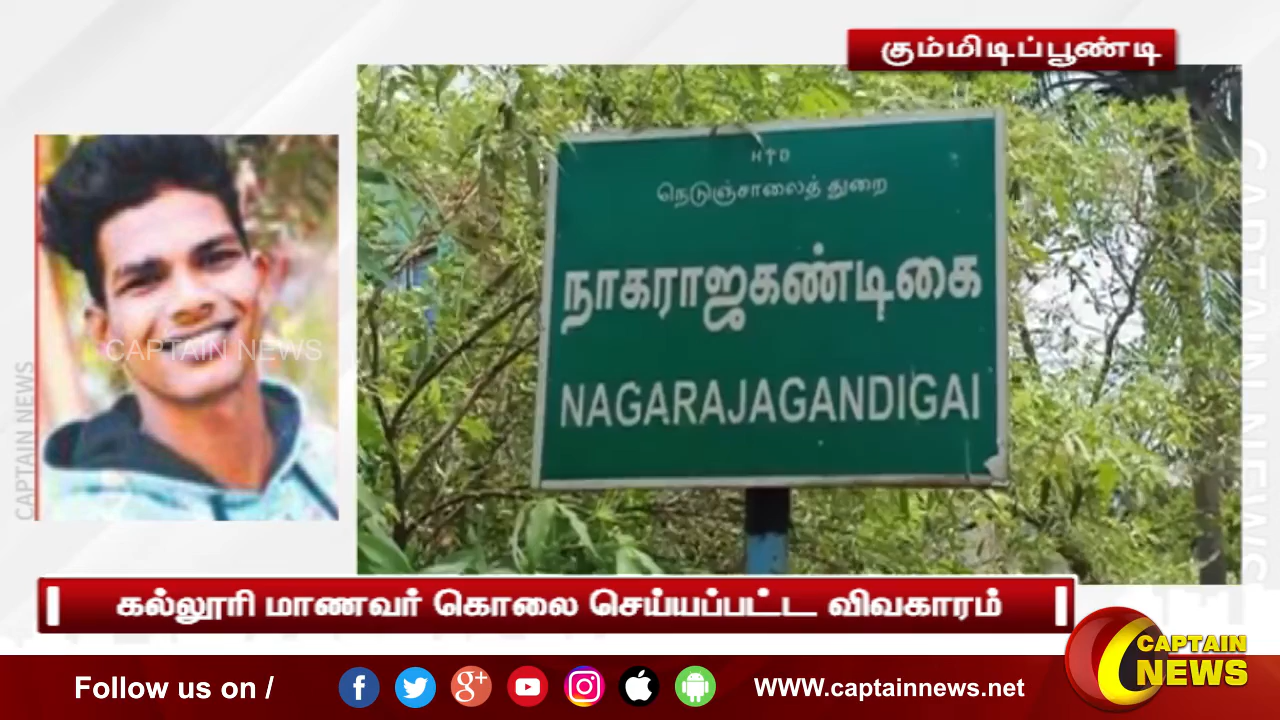 கும்மிடிப்பூண்டி
H T D
நெடுஞ்சாலைத் துறை
நாகராஜகண்டிகை
NAGARAJAGANDIGAI
CAPTAIN NEWS
CAPTAIN NEWS
CAPTAIN NEWS
கல்லூரி மாணவர் கொலை செய்யப்பட்ட விவகாரம்
Follow us on /
WWW.captainnews.net
CAPTAIN
NEWS